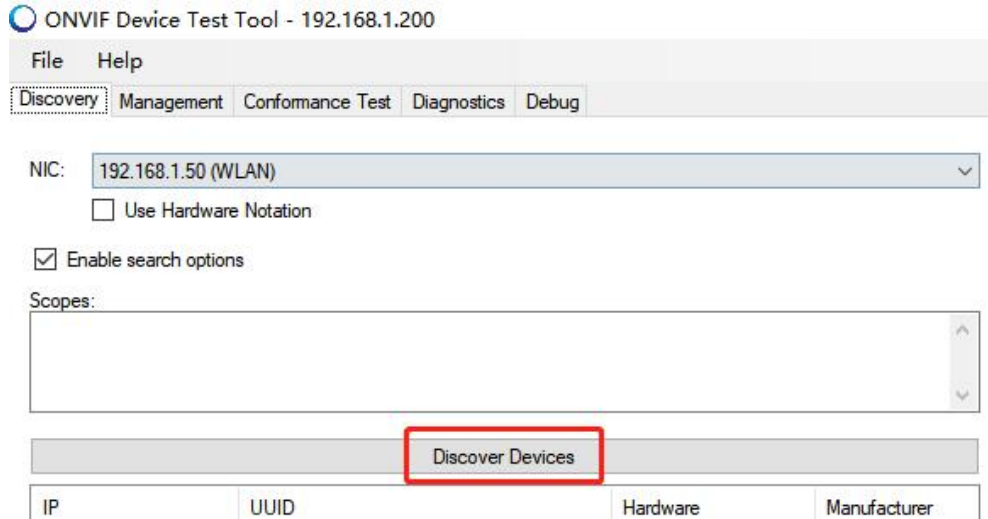 ONVIF Device Test Tool - 192.168.1.200
File Help
Discovery Management Conformance Test Diagnostics Debug
NIC: 192.168.1.50 (WLAN)
Use Hardware Notation
Enable search options
Scopes:
Discover Devices
IP UUID Hardware Manufacturer